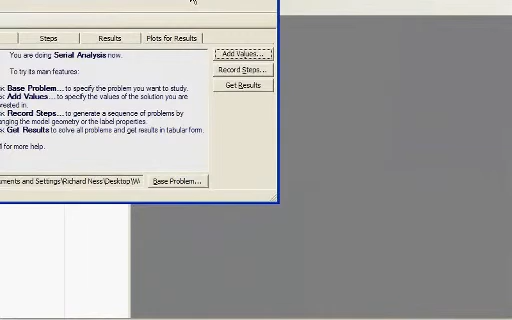 Steps Results Plots for Results
You are doing Serial Analysis now.
Add Values...
To try its main features:
Record Steps...
Base Problem... to specify the problem you want to study.
Get Results
Add Values... to specify the values of the solution you are
rested in.
Record Steps... to generate a sequence of problems by
anging the model geometry or the label properties.
Get Results to solve all problems and get results in tabular form.
for more help.
uments and Settings\Richard Ness\Desktop\W
Base Problem...